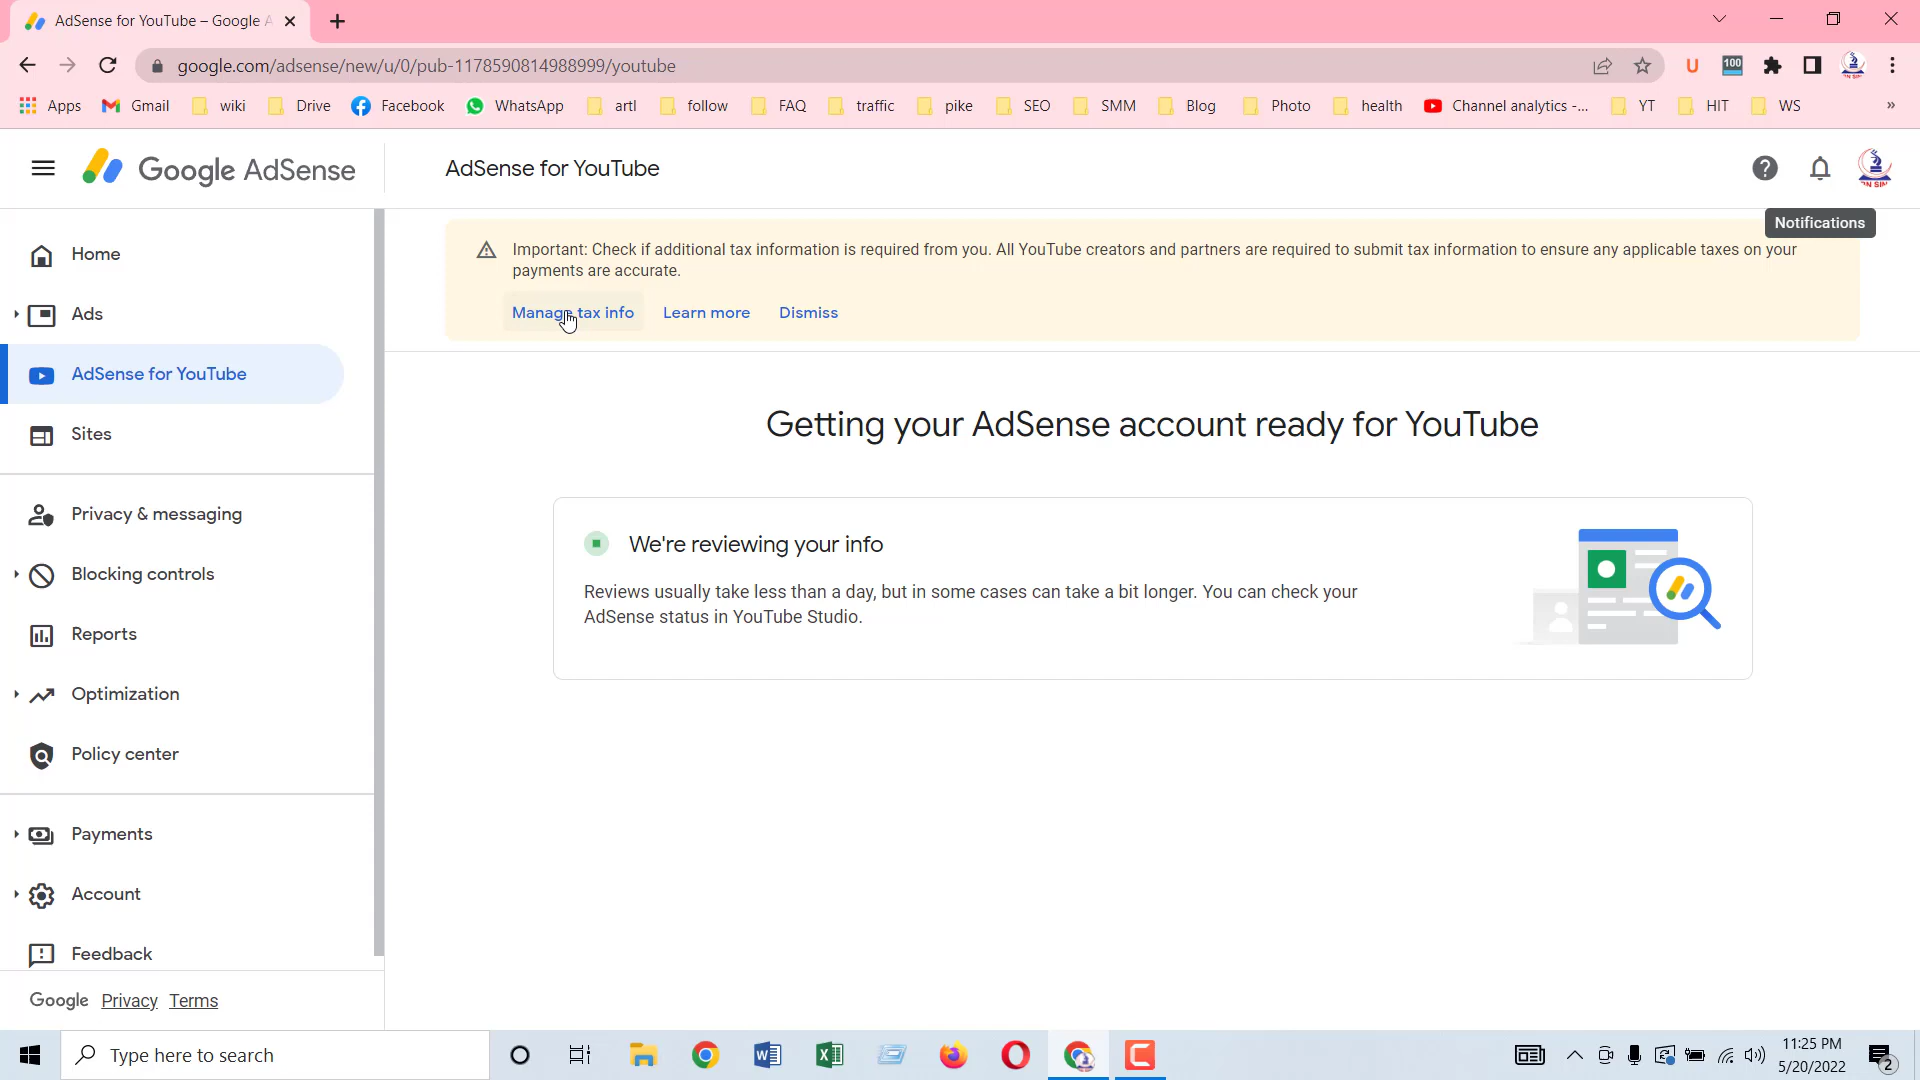 AdSense for YouTube – Google A
google.com/adsense/new/u/0/pub-1178590814988999/youtube
U
100
Apps Gmail wiki Drive Facebook WhatsApp artl follow FAQ traffic pike SEO SMM Blog Photo health Channel analytics -... YT HIT WS »
Google AdSense
AdSense for YouTube
Notifications
Important: Check if additional tax information is required from you. All YouTube creators and partners are required to submit tax information to ensure any applicable taxes on your
payments are accurate.
Manage tax info Learn more Dismiss
Home
Ads
AdSense for YouTube
Sites
Privacy & messaging
Blocking controls
Reports
Optimization
Policy center
Payments
Account
Feedback
Google Privacy Terms
Getting your AdSense account ready for YouTube
We're reviewing your info
Reviews usually take less than a day, but in some cases can take a bit longer. You can check your
AdSense status in YouTube Studio.
Type here to search
11:25 PM
5/20/2022
2